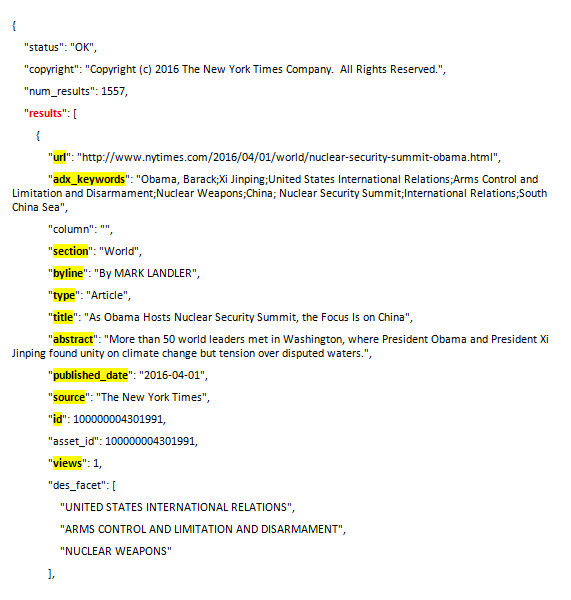 {
"status": "OK",
"copyright": "Copyright (c) 2016 The New York Times Company.  All Rights Reserved.",
"num_results": 1557,
"results": [
{
"url": "http://www.nytimes.com/2016/04/01/world/nuclear-security-summit-obama.html",
"adx_keywords": "Obama, Barack;Xi Jinping;United States International Relations;Arms Control and
Limitation and Disarmament;Nuclear Weapons;China; Nuclear Security Summit;International Relations;South
China Sea",
"column": "",
"section": "World",
"byline": "By MARK LANDLER",
"type": "Article",
"title": "As Obama Hosts Nuclear Security Summit, the Focus Is on China",
"abstract": "More than 50 world leaders met in Washington, where President Obama and President Xi
Jinping found unity on climate change but tension over disputed waters.",
"published_date": "2016-04-01",
"source": "The New York Times",
"id": 100000004301991,
"asset_id": 100000004301991,
"views": 1,
"des_facet": [
"UNITED STATES INTERNATIONAL RELATIONS",
"ARMS CONTROL AND LIMITATION AND DISARMAMENT",
"NUCLEAR WEAPONS"
],